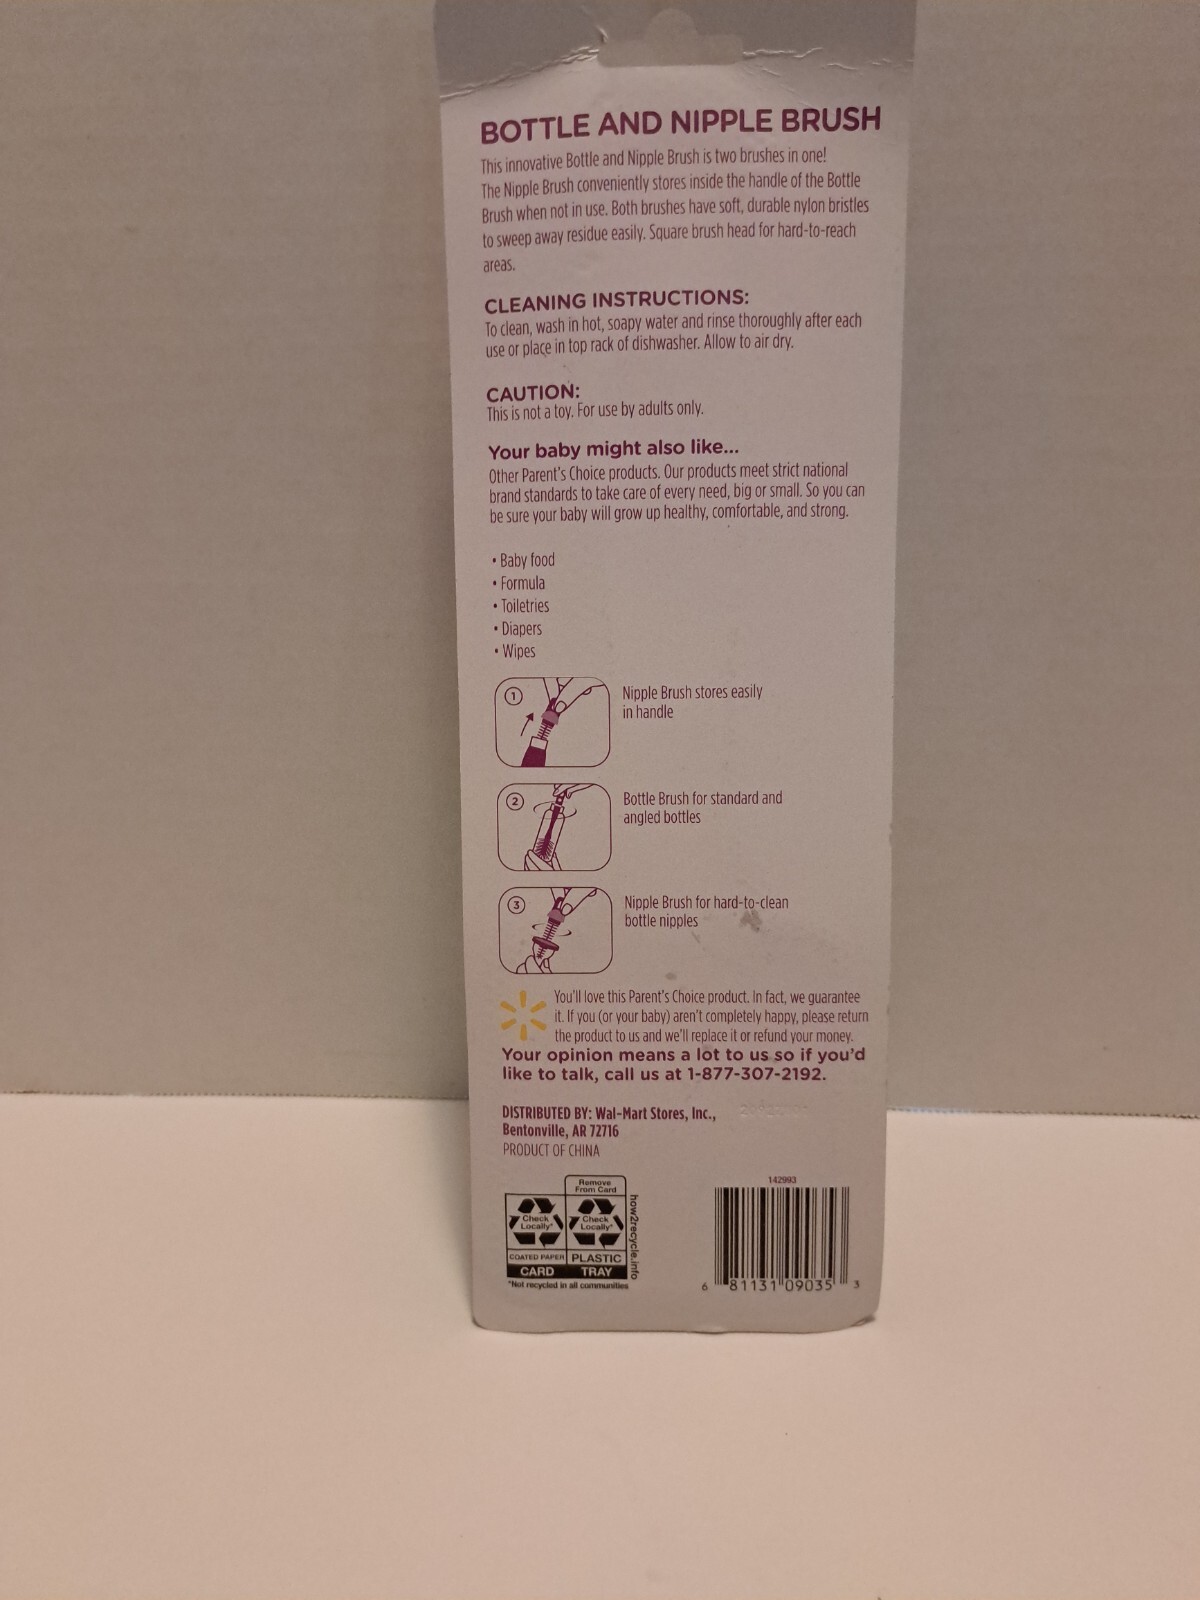 BOTTLE AND NIPPLE BRUSH
This innovative Bottle and Nipple Brush is two brushes in one!
The Nipple Brush conveniently stores inside the handle of the Bottle
Brush when not in use. Both brushes have soft, durable nylon bristles
to sweep away residue easily. Square brush head for hard-to-reach
areas.
CLEANING INSTRUCTIONS:
To clean, wash in hot, soapy water and rinse thoroughly after each
use or place in top rack of dishwasher. Allow to air dry.
CAUTION:
This is not a toy. For use by adults only.
Your baby might also like...
Other Parent's Choice products. Our products meet strict national
brand standards to take care of every need, big or small. So you can
be sure your baby will grow up healthy, comfortable, and strong.
• Baby food
• Formula
• Toiletries
• Diapers
• Wipes
1
Nipple Brush stores easily
in handle
2
Bottle Brush for standard and
angled bottles
3
Nipple Brush for hard-to-clean
bottle nipples
You'll love this Parent's Choice product. In fact, we guarantee
it. If you (or your baby) aren't completely happy, please return
the product to us and we'll replace it or refund your money.
Your opinion means a lot to us so if you'd
like to talk, call us at 1-877-307-2192.
DISTRIBUTED BY: Wal-Mart Stores, Inc.,
Bentonville, AR 72716
PRODUCT OF CHINA
Remove
From Card
Check
Locally*
Check
Locally*
COATED PAPER
PLASTIC
CARD
TRAY
*Not recycled in all communities
how2recycle.info
142993
6 81131 09035 3